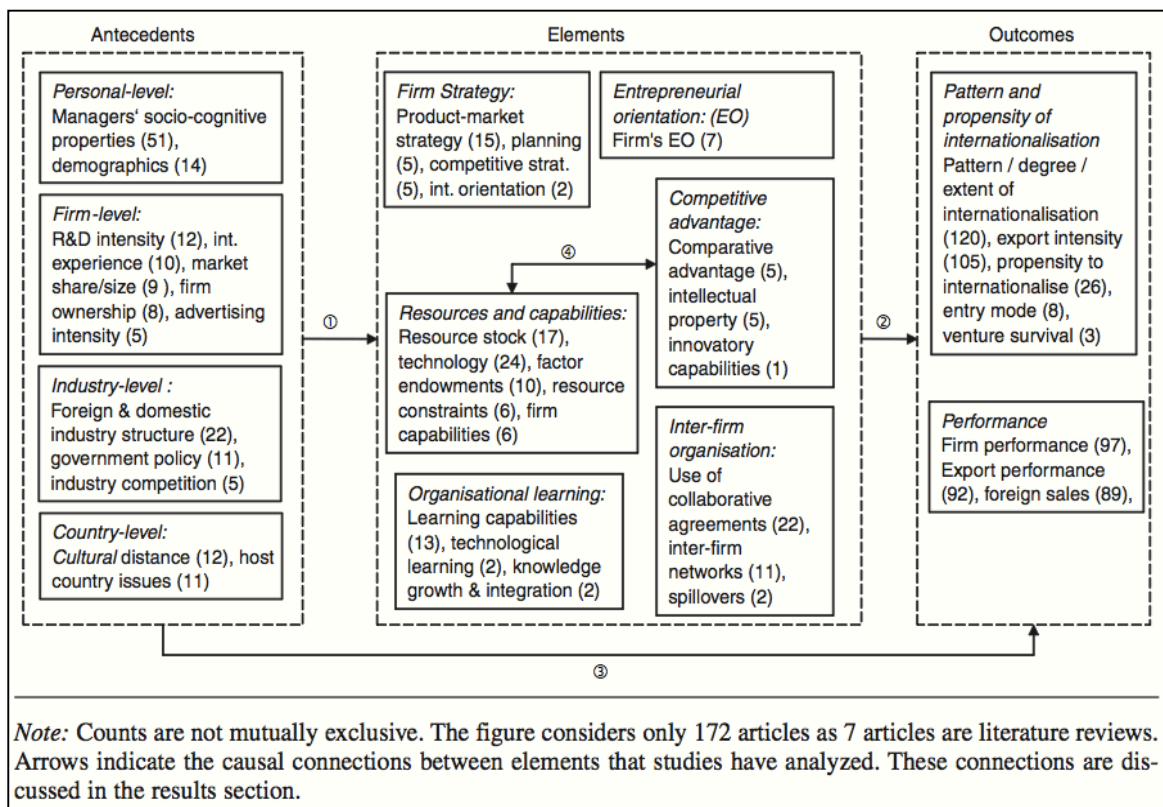 Antecedents
Personal-level:
Managers‘ socio-cognitive
properties (51),
demographics (14)
Firm-level:
R&D intensity (12), int.
experience (10), market
share/size (9 ), firm
ownership (8), advertising
intensity (5)
Industry-level :
Foreign & domestic
industry structure (22),
government policy (11),
industry competition (5)
Country-level:
Cultural distance (12), host
country issues (11)
①
Elements
Firm Strategy:
Product-market
strategy (15), planning
(5), competitive strat.
(5), int. orientation (2)
Entrepreneurial
orientation: (EO)
Firm's EO (7)
④
Competitive
advantage:
Comparative
advantage (5),
intellectual
property (5),
innovatory
capabilities (1)
Resources and capabilities:
Resource stock (17),
technology (24), factor
endowments (10), resource
constraints (6), firm
capabilities (6)
Organisational learning:
Learning capabilities
(13), technological
learning (2), knowledge
growth & integration (2)
Inter-firm
organisation:
Use of
collaborative
agreements (22),
inter-firm
networks (11),
spillovers (2)
②
Outcomes
Pattern and
propensity of
internationalisation
Pattern / degree /
extent of
internationalisation
(120), export intensity
(105), propensity to
internationalise (26),
entry mode (8),
venture survival (3)
Performance
Firm performance (97),
Export performance
(92), foreign sales (89),
③
Note: Counts are not mutually exclusive. The figure considers only 172 articles as 7 articles are literature reviews.
Arrows indicate the causal connections between elements that studies have analyzed. These connections are dis-
cussed in the results section.